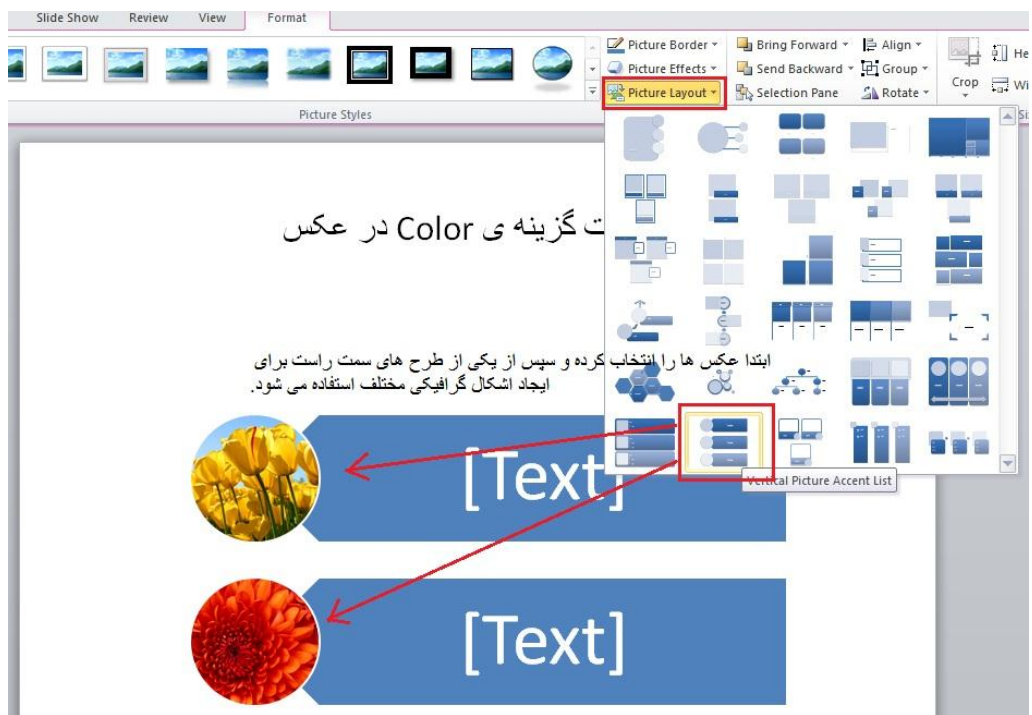 Slide Show Review View Format
Picture Border Bring Forward Align
Picture Effects Send Backward Group
Picture Layout Selection Pane Rotate Crop
Picture Styles
گزینه ی Color در عکس
ابتدا عکس ها را انتخاب کرده و سپس از یکی از طرح های سمت راست برای
ایجاد اشکال گرافیکی مختلف استفاده می شود.
Vertical Picture Accent List
[Text]
[Text]